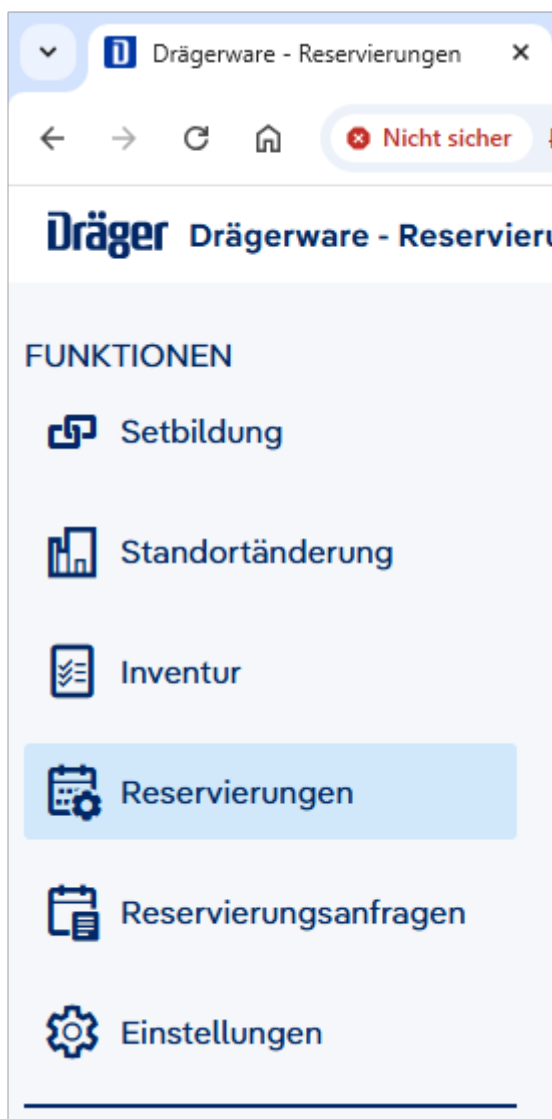 Drägerware - Reservierungen
Nicht sicher
Dräger Drägerware - Reservieru
FUNKTIONEN
Setbildung
Standortänderung
Inventur
Reservierungen
Reservierungsanfragen
Einstellungen